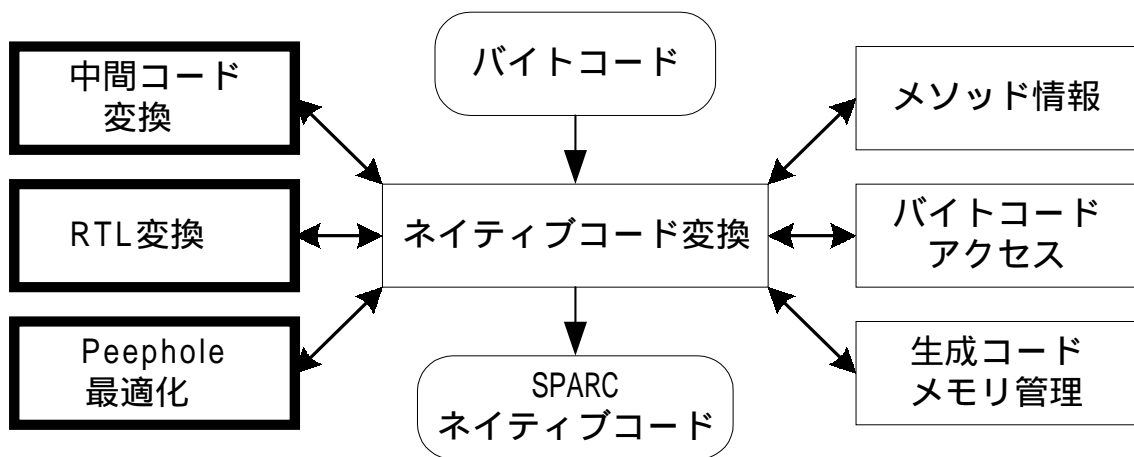 中間コード
変換
バイトコード
メソッド情報
RTL変換
ネイティブコード変換
バイトコード
アクセス
Peephole
最適化
SPARC
ネイティブコード
生成コード
メモリ管理